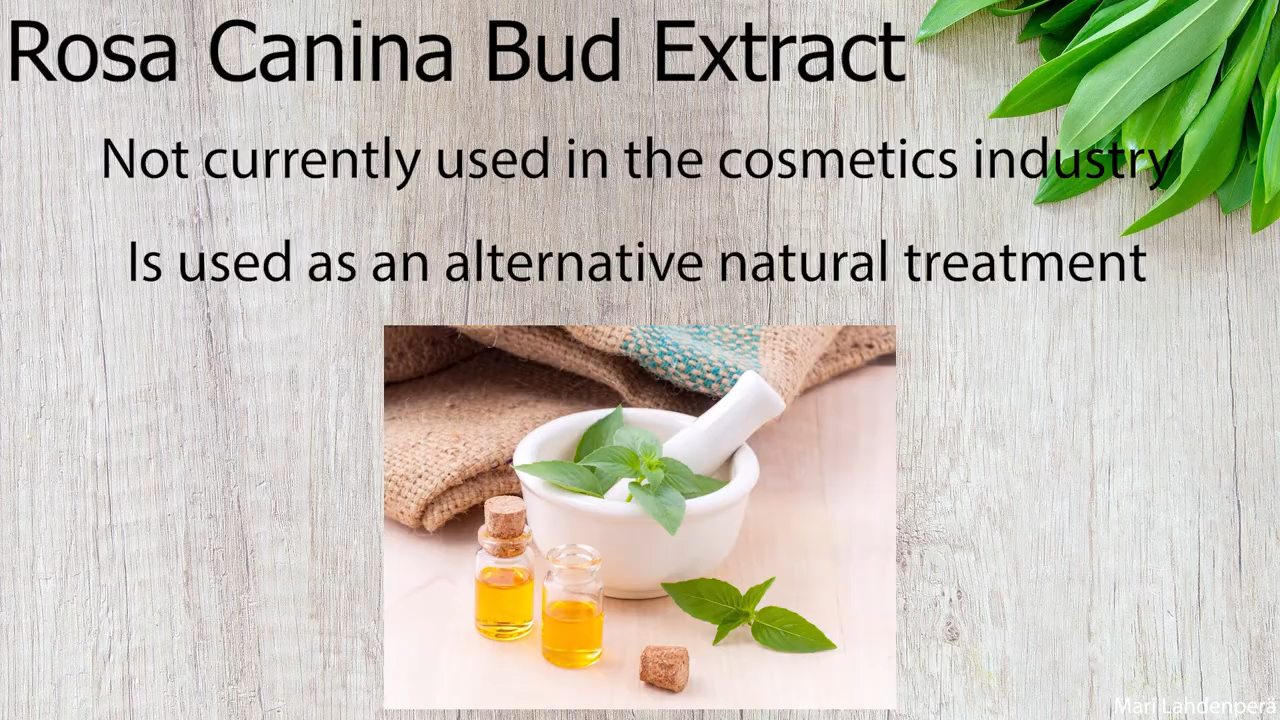 Rosa Canina Bud Extract
Not currently used in the cosmetics industry
Is used as an alternative natural treatment
Mari Lahdenperä